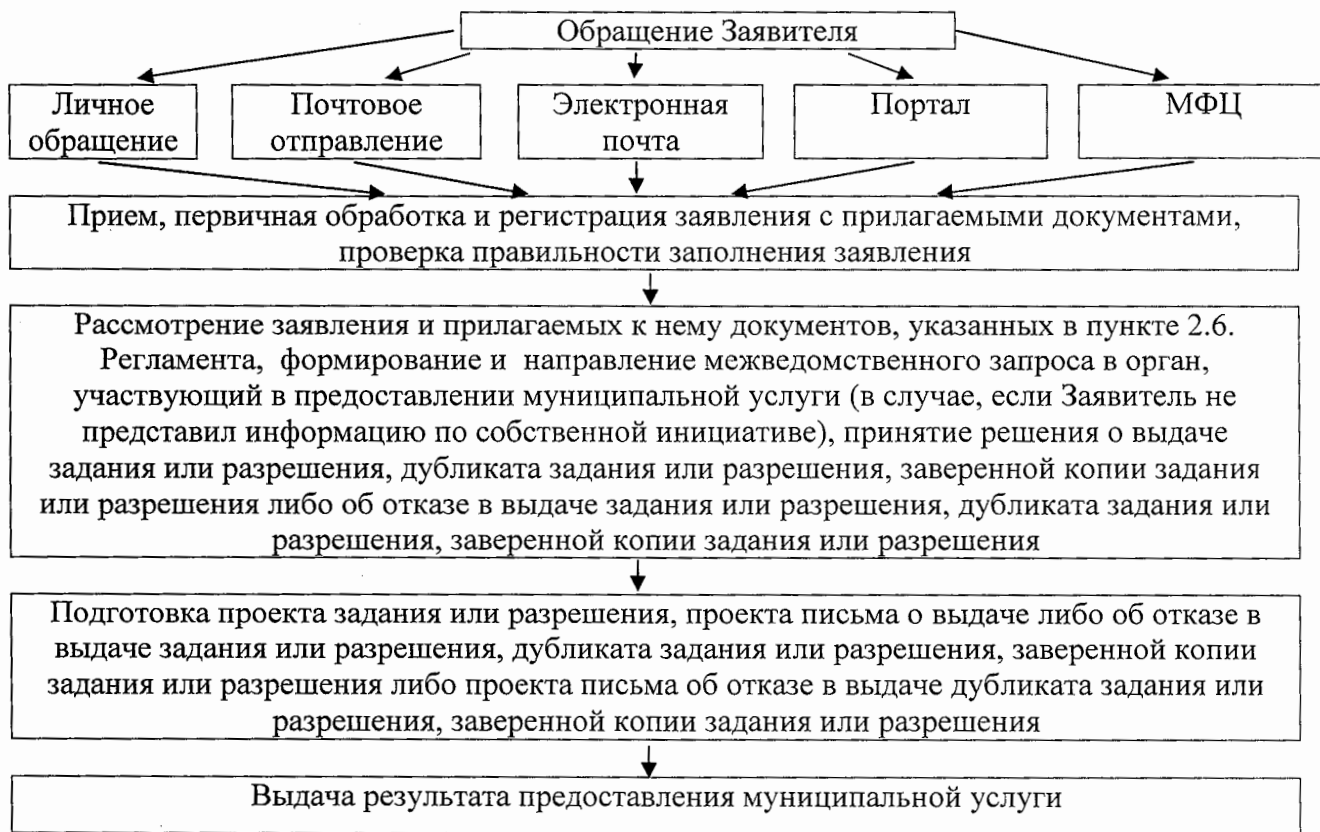 Обращение Заявителя
Личное
обращение
Почтовое
отправление
Электронная
почта
Портал
МФЦ
Прием, первичная обработка и регистрация заявления с прилагаемыми документами,
проверка правильности заполнения заявления
Рассмотрение заявления и прилагаемых к нему документов, указанных в пункте 2.6.
Регламента, формирование и направление межведомственного запроса в орган,
участвующий в предоставлении муниципальной услуги (в случае, если Заявитель не
представил информацию по собственной инициативе), принятие решения о выдаче
задания или разрешения, дубликата задания или разрешения, заверенной копии задания
или разрешения либо об отказе в выдаче задания или разрешения, дубликата задания или
разрешения, заверенной копии задания или разрешения
Подготовка проекта задания или разрешения, проекта письма о выдаче либо об отказе в
выдаче задания или разрешения, дубликата задания или разрешения, заверенной копии
задания или разрешения либо проекта письма об отказе в выдаче дубликата задания или
разрешения, заверенной копии задания или разрешения
Выдача результата предоставления муниципальной услуги